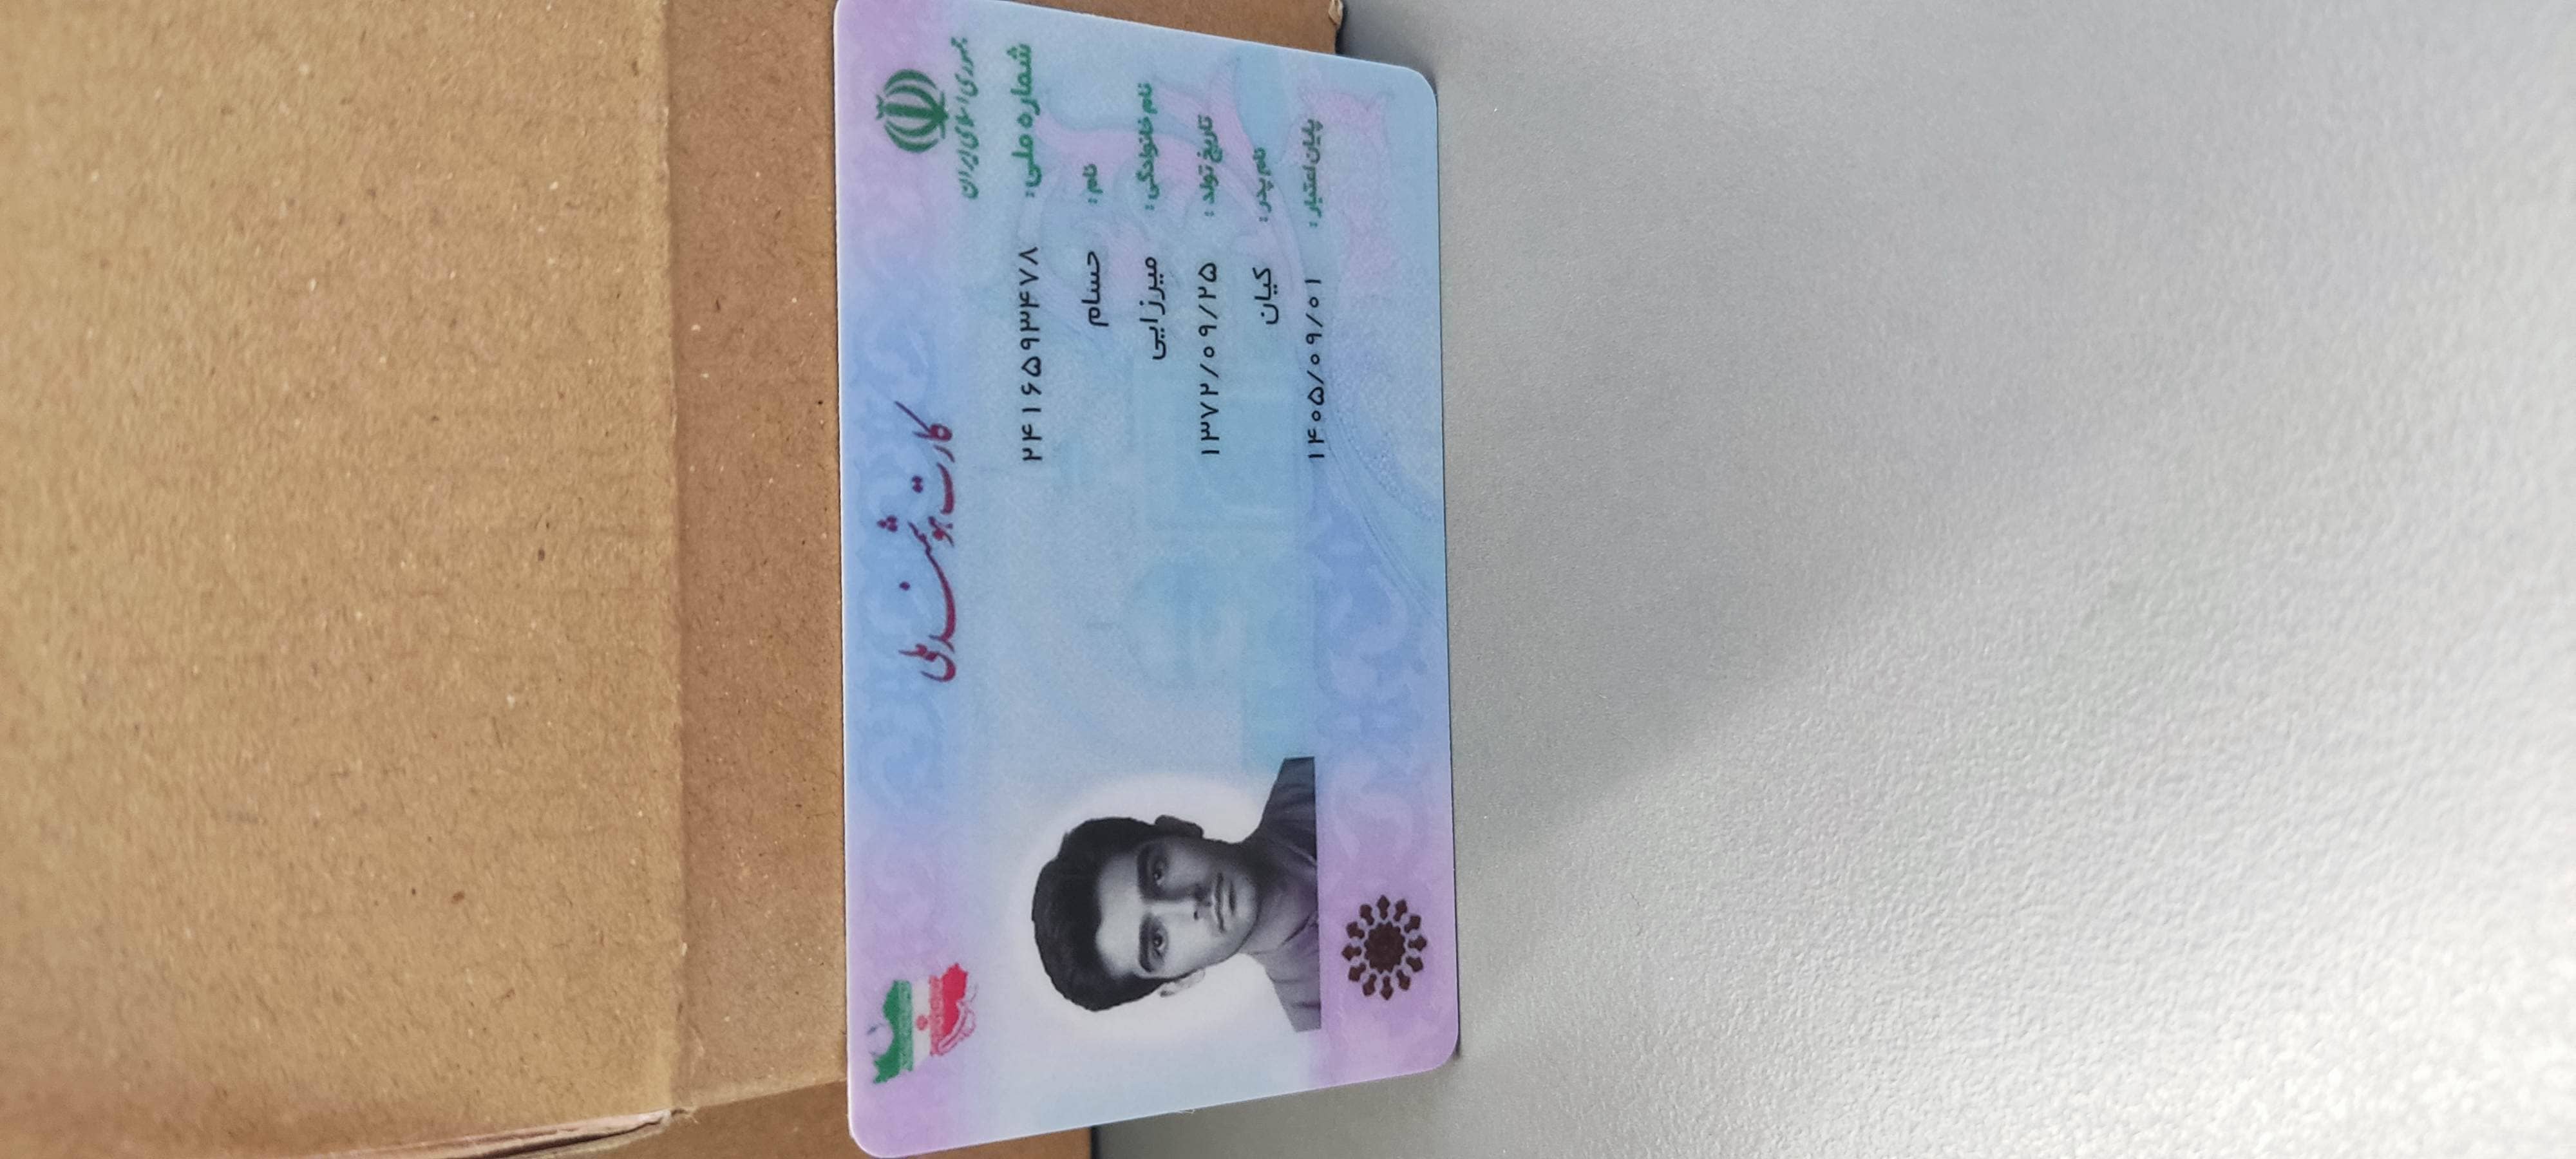 جمهوری اسلامی ایران
کارت هوشمند ملی
شماره ملی: ۲۴۱۶۵۹۳۴۷۸
نام: حسام
نام خانوادگی: میرزایی
تاریخ تولد: ۱۳۷۲/۰۹/۲۵
نام پدر: کیان
پایان اعتبار: ۱۴۰۵/۰۹/۰۱